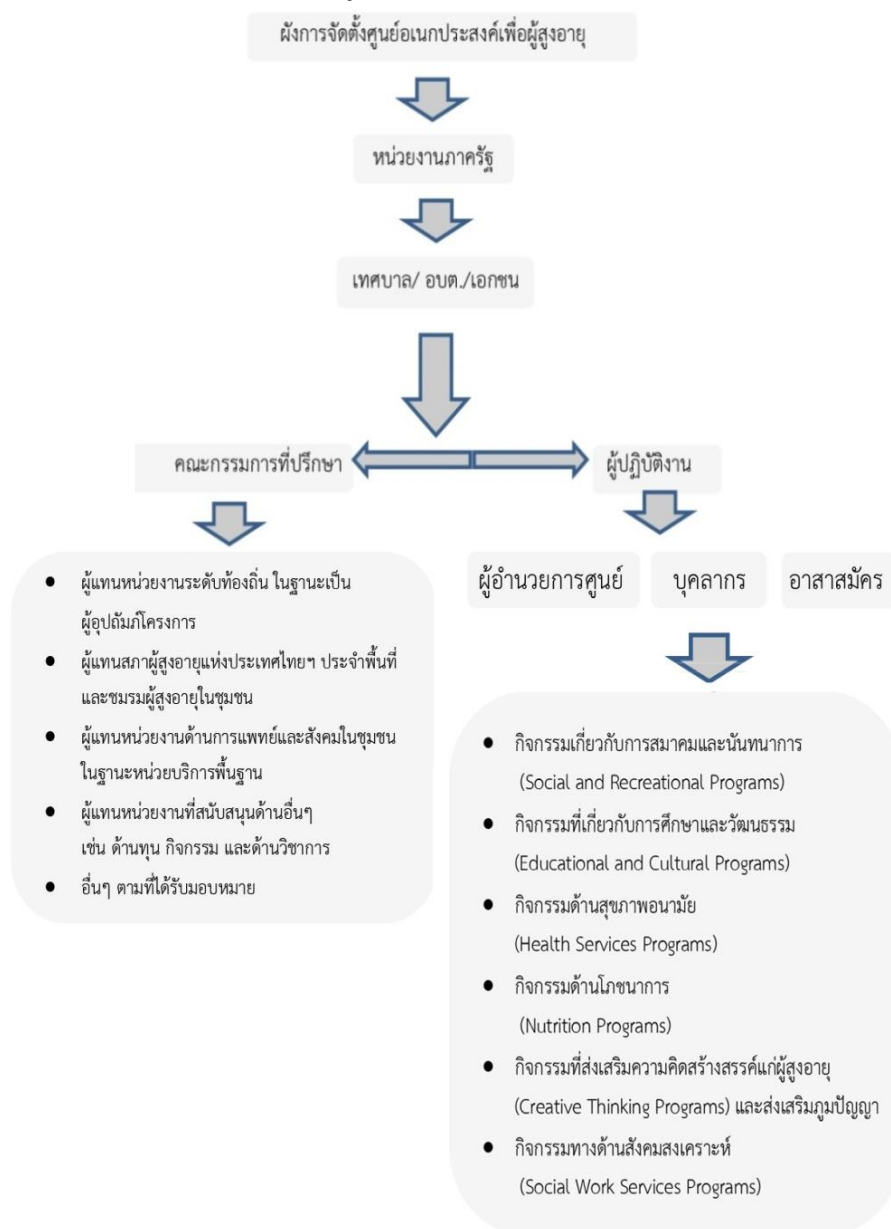 ผังการจัดตั้งศูนย์อเนกประสงค์เพื่อผู้สูงอายุ
หน่วยงานภาครัฐ
เทศบาล/ อบต./เอกชน
คณะกรรมการที่ปรึกษา
ผู้ปฏิบัติงาน
● ผู้แทนหน่วยงานระดับท้องถิ่น ในฐานะเป็น
ผู้อุปถัมภ์โครงการ
● ผู้แทนสภาผู้สูงอายุแห่งประเทศไทยฯ ประจำพื้นที่
และชมรมผู้สูงอายุในชุมชน
● ผู้แทนหน่วยงานด้านการแพทย์และสังคมในชุมชน
ในฐานะหน่วยบริการพื้นฐาน
● ผู้แทนหน่วยงานที่สนับสนุนด้านอื่นๆ
เช่น ด้านทุน กิจกรรม และด้านวิชาการ
● อื่นๆ ตามที่ได้รับมอบหมาย
ผู้อำนวยการศูนย์
บุคลากร
อาสาสมัคร
● กิจกรรมเกี่ยวกับการสมาคมและนันทนาการ
(Social and Recreational Programs)
● กิจกรรมที่เกี่ยวกับการศึกษาและวัฒนธรรม
(Educational and Cultural Programs)
● กิจกรรมด้านสุขภาพอนามัย
(Health Services Programs)
● กิจกรรมด้านโภชนาการ
(Nutrition Programs)
● กิจกรรมที่ส่งเสริมความคิดสร้างสรรค์แก่ผู้สูงอายุ
(Creative Thinking Programs) และส่งเสริมภูมปัญญา
● กิจกรรมทางด้านสังคมสงเคราะห์
(Social Work Services Programs)